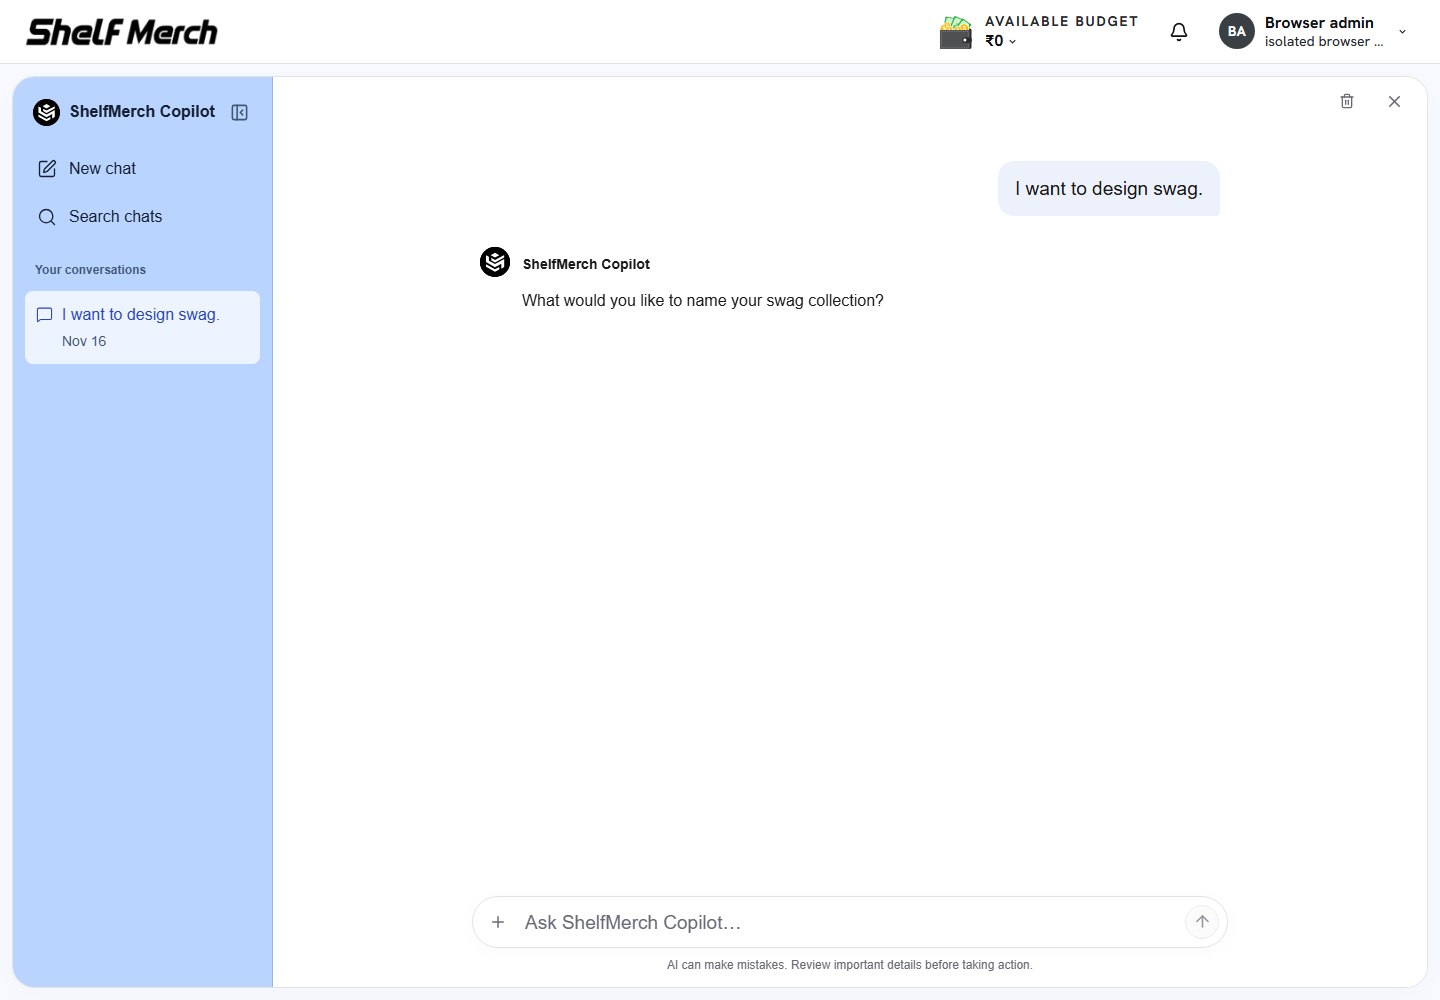 Shelf Merch
AVAILABLE BUDGET
₹0
BA
Browser admin
isolated browser ...
ShelfMerch Copilot
New chat
Search chats
Your conversations
I want to design swag.
Nov 16
I want to design swag.
ShelfMerch Copilot
What would you like to name your swag collection?
Ask ShelfMerch Copilot…
AI can make mistakes. Review important details before taking action.